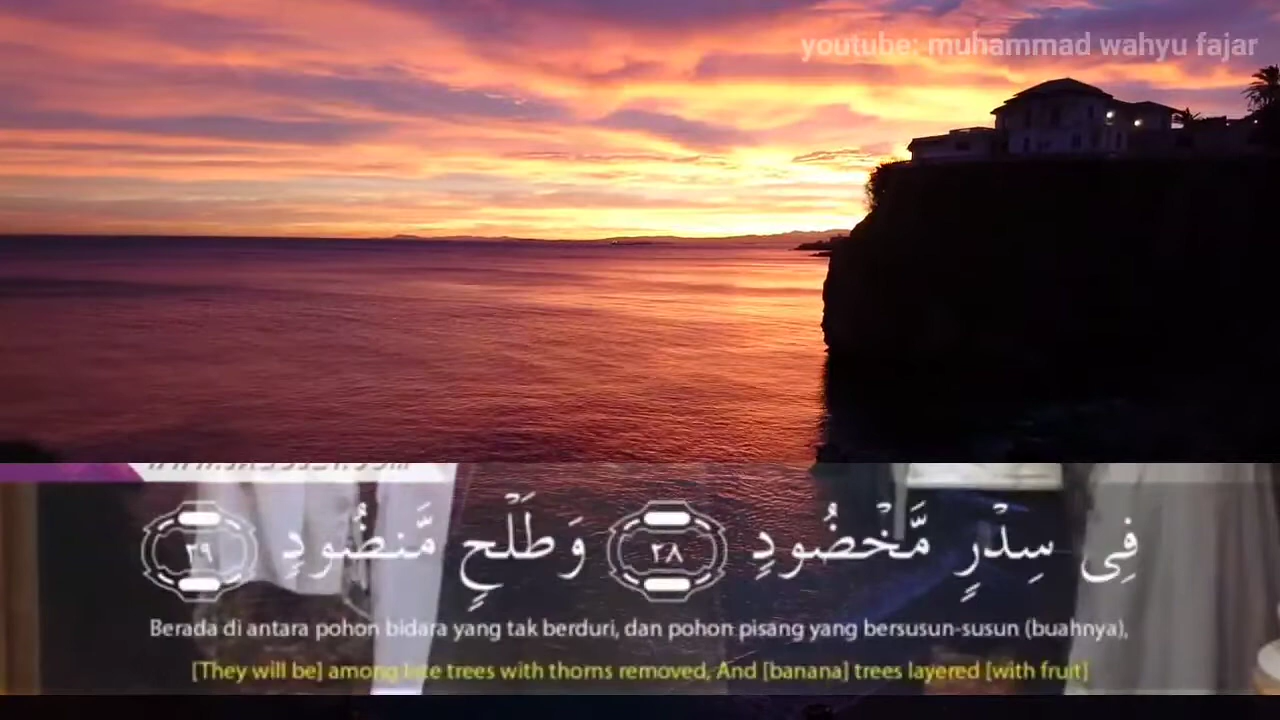 youtube: muhammad wahyu fajar
فِى سِدْرٍ مَّخْضُودٍ ٢٨ وَطَلْحٍ مَّنضُودٍ ٢٩
Berada di antara pohon bidara yang tak berduri, dan pohon pisang yang bersusun-susun (buahnya),
[They will be] among lote trees with thorns removed, And [banana] trees layered [with fruit]